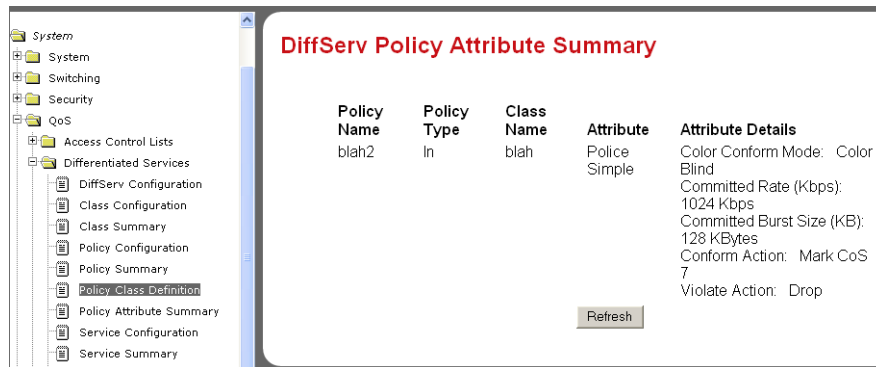 System
System
Switching
Security
QoS
Access Control Lists
Differentiated Services
DiffServ Configuration
Class Configuration
Class Summary
Policy Configuration
Policy Summary
Policy Class Definition
Policy Attribute Summary
Service Configuration
Service Summary
DiffServ Policy Attribute Summary
Policy Name Policy Type Class Name Attribute Attribute Details
blah2 In blah Police Simple Color Conform Mode: Color
Blind
Committed Rate (Kbps):
1024 Kbps
Committed Burst Size (KB):
128 KBytes
Conform Action: Mark CoS
7
Violate Action: Drop
Refresh